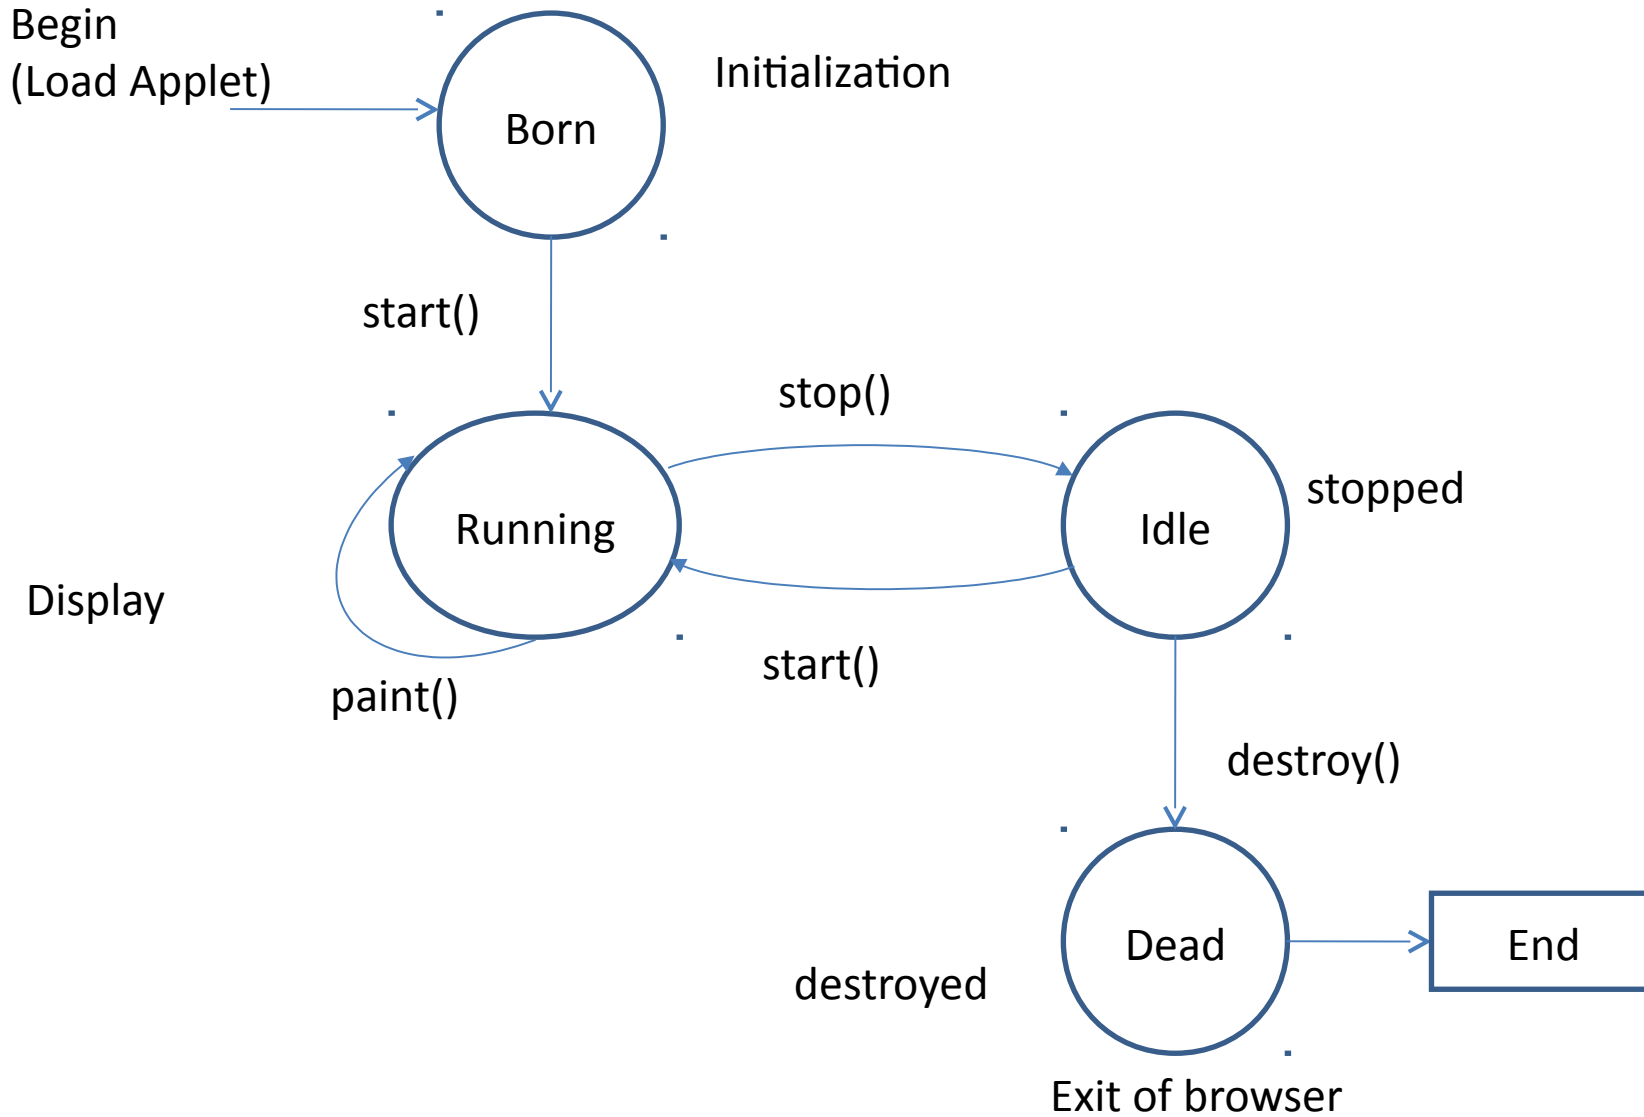 Begin
(Load Applet)
Initialization
Born
start()
stop()
stopped
Running
Idle
Display
start()
paint()
destroy()
Dead
End
destroyed
Exit of browser